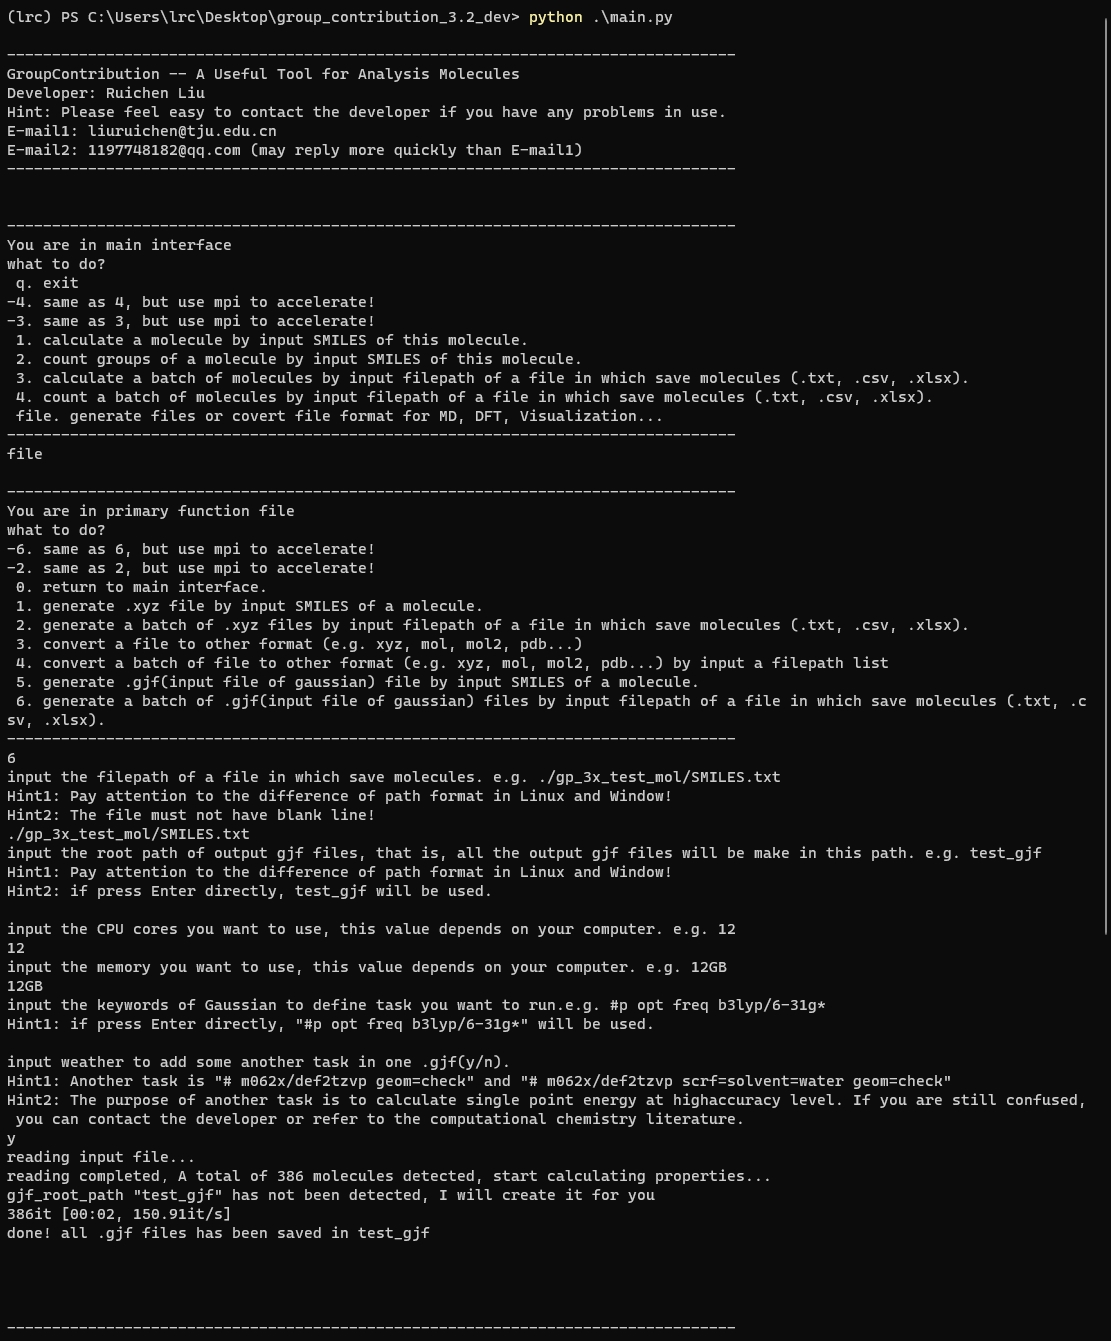 (lrc) PS C:\Users\lrc\Desktop\group_contribution_3.2_dev> python .\main.py
---------------------------------------------------------------------------------
GroupContribution -- A Useful Tool for Analysis Molecules
Developer: Ruichen Liu
Hint: Please feel easy to contact the developer if you have any problems in use.
E-mail1: liuruichen@tju.edu.cn
E-mail2: 1197748182@qq.com (may reply more quickly than E-mail1)
---------------------------------------------------------------------------------
---------------------------------------------------------------------------------
You are in main interface
what to do?
 q. exit
-4. same as 4, but use mpi to accelerate!
-3. same as 3, but use mpi to accelerate!
 1. calculate a molecule by input SMILES of this molecule.
 2. count groups of a molecule by input SMILES of this molecule.
 3. calculate a batch of molecules by input filepath of a file in which save molecules (.txt, .csv, .xlsx).
 4. count a batch of molecules by input filepath of a file in which save molecules (.txt, .csv, .xlsx).
 file. generate files or covert file format for MD, DFT, Visualization...
---------------------------------------------------------------------------------
file
---------------------------------------------------------------------------------
You are in primary function file
what to do?
-6. same as 6, but use mpi to accelerate!
-2. same as 2, but use mpi to accelerate!
 0. return to main interface.
 1. generate .xyz file by input SMILES of a molecule.
 2. generate a batch of .xyz files by input filepath of a file in which save molecules (.txt, .csv, .xlsx).
 3. convert a file to other format (e.g. xyz, mol, mol2, pdb...)
 4. convert a batch of file to other format (e.g. xyz, mol, mol2, pdb...) by input a filepath list
 5. generate .gjf(input file of gaussian) file by input SMILES of a molecule.
 6. generate a batch of .gjf(input file of gaussian) files by input filepath of a file in which save molecules (.txt, .c
sv, .xlsx).
---------------------------------------------------------------------------------
6
input the filepath of a file in which save molecules. e.g. ./gp_3x_test_mol/SMILES.txt
Hint1: Pay attention to the difference of path format in Linux and Window!
Hint2: The file must not have blank line!
./gp_3x_test_mol/SMILES.txt
input the root path of output gjf files, that is, all the output gjf files will be make in this path. e.g. test_gjf
Hint1: Pay attention to the difference of path format in Linux and Window!
Hint2: if press Enter directly, test_gjf will be used.
input the CPU cores you want to use, this value depends on your computer. e.g. 12
12
input the memory you want to use, this value depends on your computer. e.g. 12GB
12GB
input the keywords of Gaussian to define task you want to run.e.g. #p opt freq b3lyp/6-31g*
Hint1: if press Enter directly, "#p opt freq b3lyp/6-31g*" will be used.
input weather to add some another task in one .gjf(y/n).
Hint1: Another task is "# m062x/def2tzvp geom=check" and "# m062x/def2tzvp scrf=solvent=water geom=check"
Hint2: The purpose of another task is to calculate single point energy at highaccuracy level. If you are still confused,
 you can contact the developer or refer to the computational chemistry literature.
y
reading input file...
reading completed, A total of 386 molecules detected, start calculating properties...
gjf_root_path "test_gjf" has not been detected, I will create it for you
386it [00:02, 150.91it/s]
done! all .gjf files has been saved in test_gjf
---------------------------------------------------------------------------------